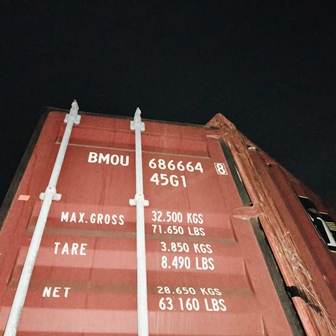 BMOU 686664 8
45G1
MAX.GROSS 32.500 KGS
71.650 LBS
TARE 3.850 KGS
8.490 LBS
NET 28.650 KGS
63 160 LBS